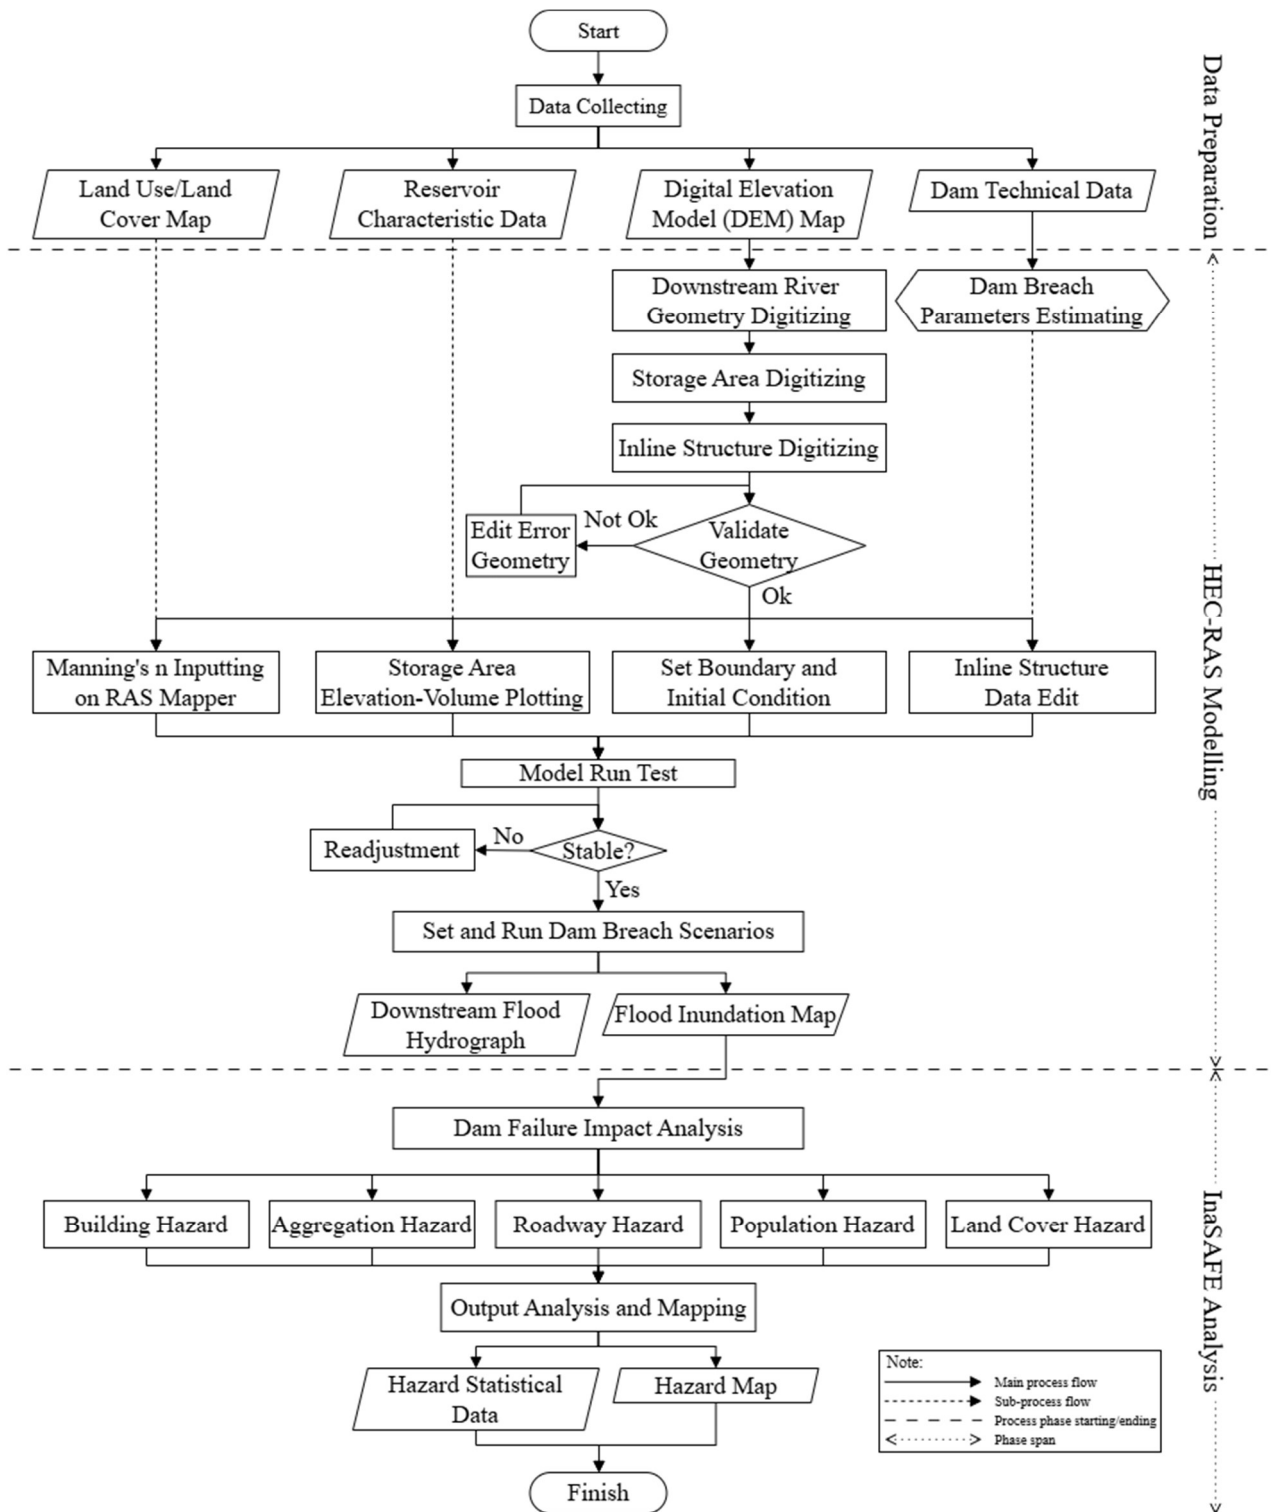 Start
Data Collecting
Data Preparation
Land Use/Land
Cover Map
Reservoir
Characteristic Data
Digital Elevation
Model (DEM) Map
Dam Technical Data
Downstream River
Geometry Digitizing
Dam Breach
Parameters Estimating
Storage Area Digitizing
Inline Structure Digitizing
Edit Error
Geometry
Not Ok
Validate
Geometry
Ok
HEC-RAS Modelling
Manning's n Inputting
on RAS Mapper
Storage Area
Elevation-Volume Plotting
Set Boundary and
Initial Condition
Inline Structure
Data Edit
Model Run Test
Readjustment
No
Stable?
Yes
Set and Run Dam Breach Scenarios
Downstream Flood
Hydrograph
Flood Inundation Map
Dam Failure Impact Analysis
Building Hazard
Aggregation Hazard
Roadway Hazard
Population Hazard
Land Cover Hazard
InaSAFE Analysis
Output Analysis and Mapping
Hazard Statistical
Data
Hazard Map
Note:
Main process flow
Sub-process flow
Process phase starting/ending
Phase span
Finish